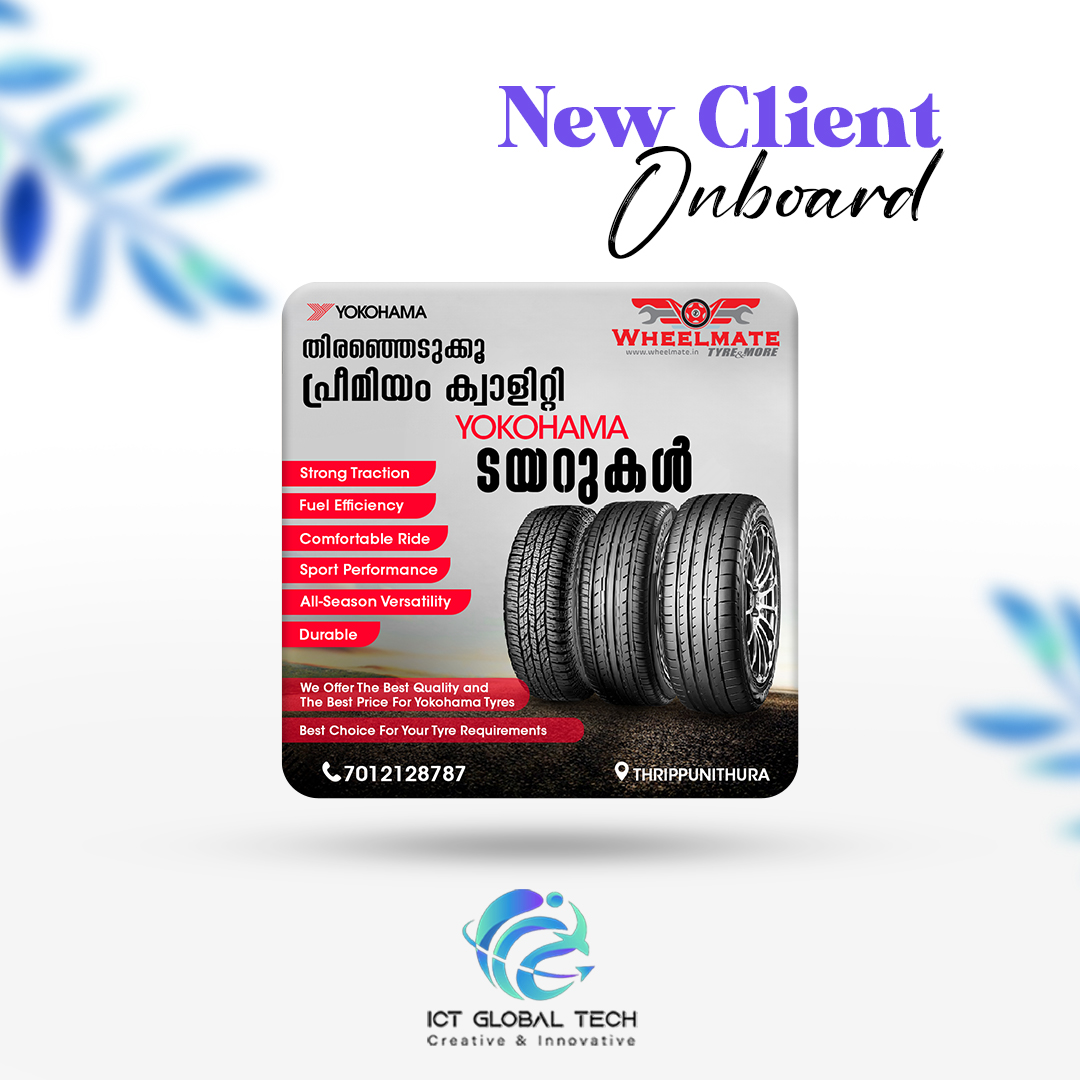 New Client
Onboard
YOKOHAMA
WHEELMATE
www.wheelmate.in TYRE&MORE
തിരഞ്ഞെടുക്കൂ
പ്രീമിയം ക്വാളിറ്റി
YOKOHAMA
ടയറുകൾ
Strong Traction
Fuel Efficiency
Comfortable Ride
Sport Performance
All-Season Versatility
Durable
We Offer The Best Quality and
The Best Price For Yokohama Tyres
Best Choice For Your Tyre Requirements
7012128787
THRIPPUNITHURA
ICT GLOBAL TECH
Creative & Innovative